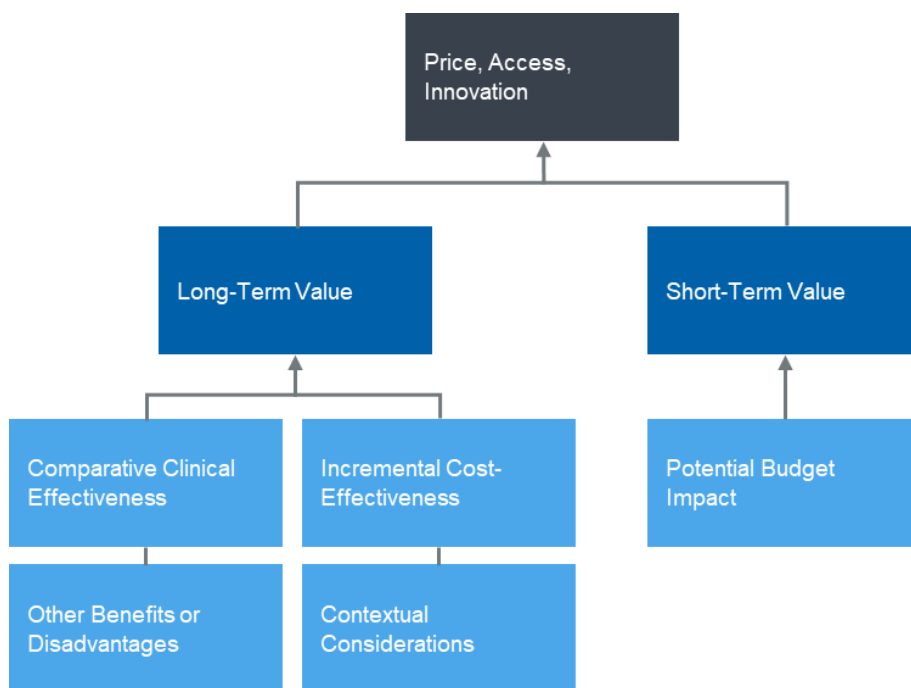 Price, Access,
Innovation
Long-Term Value
Short-Term Value
Comparative Clinical
Effectiveness
Incremental Cost-
Effectiveness
Potential Budget
Impact
Other Benefits or
Disadvantages
Contextual
Considerations